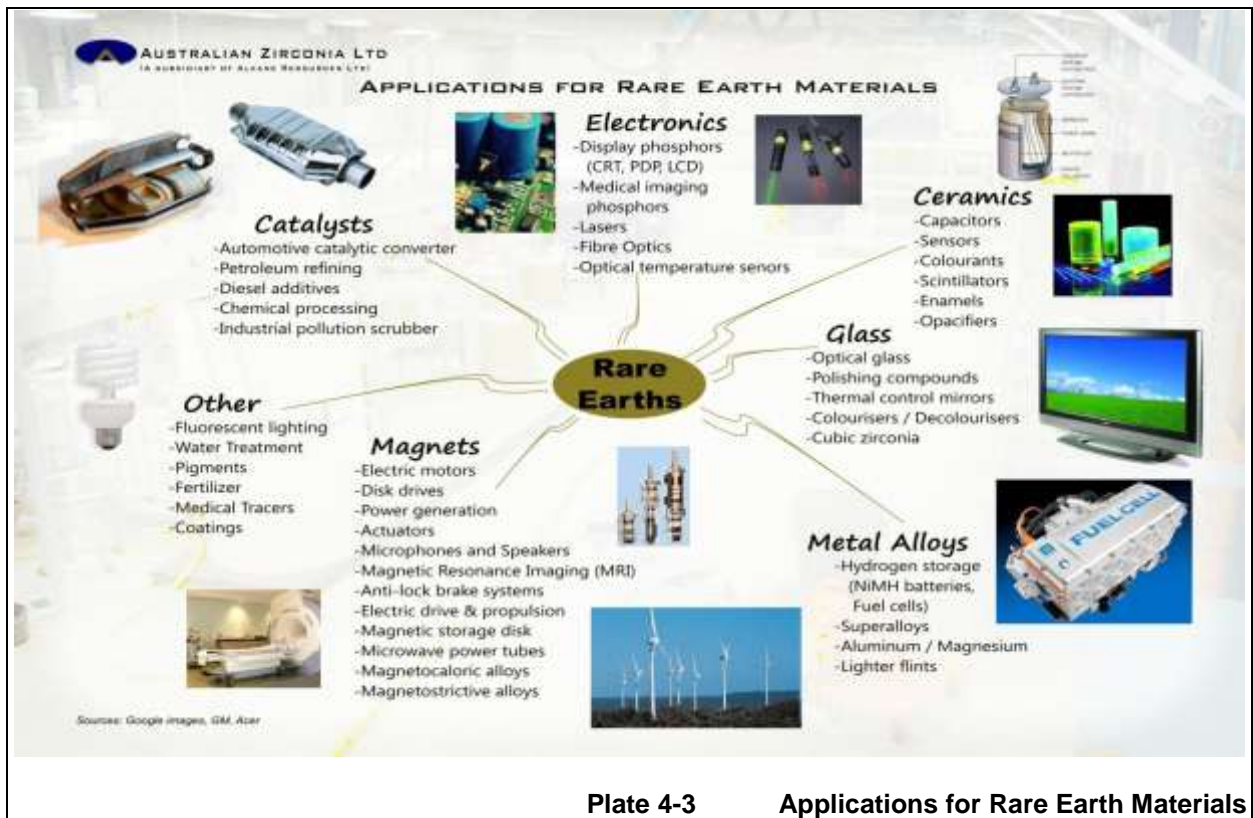 AUSTRALIAN ZIRCONIA LTD
(A SUBSIDIARY OF ALKANE RESOURCES LTD)
APPLICATIONS FOR RARE EARTH MATERIALS
Electronics
-Display phosphors
(CRT, PDP, LCD)
-Medical imaging
phosphors
-Lasers
-Fibre Optics
-Optical temperature senors
Catalysts
-Automotive catalytic converter
-Petroleum refining
-Diesel additives
-Chemical processing
-Industrial pollution scrubber
Ceramics
-Capacitors
-Sensors
-Colourants
-Scintillators
-Enamels
-Opacifiers
Rare
Earths
Glass
-Optical glass
-Polishing compounds
-Thermal control mirrors
-Colourisers / Decolourisers
-Cubic zirconia
Other
-Fluorescent lighting
-Water Treatment
-Pigments
-Fertilizer
-Medical Tracers
-Coatings
Magnets
-Electric motors
-Disk drives
-Power generation
-Actuators
-Microphones and Speakers
-Magnetic Resonance Imaging (MRI)
-Anti-lock brake systems
-Electric drive & propulsion
-Magnetic storage disk
-Microwave power tubes
-Magnetocaloric alloys
-Magnetostrictive alloys
Metal Alloys
-Hydrogen storage
(NiMH batteries,
Fuel cells)
-Superalloys
-Aluminum / Magnesium
-Lighter flints
FUELCELL
Sources: Google images, GM, Acer
Plate 4-3 Applications for Rare Earth Materials